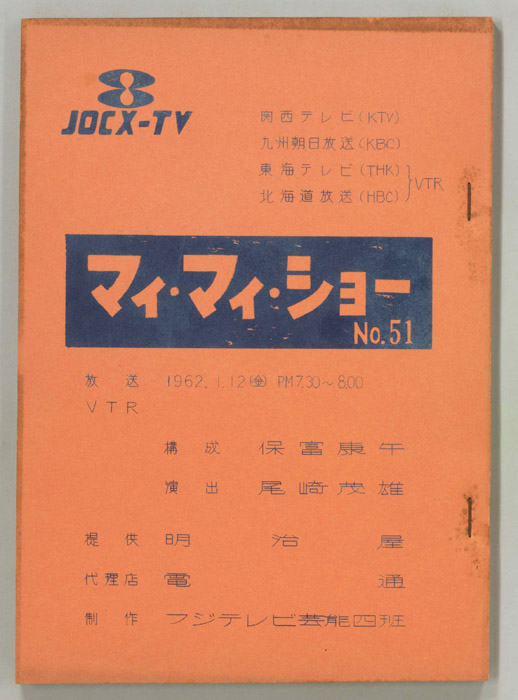 JOCX-TV
関西テレビ(KTV)
九州朝日放送(KBC)
東海テレビ(THK)
北海道放送(HBC)
}VTR
マイ・マイ・ショー
No.51
放送 1962.1.12(金) PM7.30～8.00
VTR
構成 保富康午
演出 尾崎茂雄
提供 明治屋
代理店 電通
制作 フジテレビ芸能四班